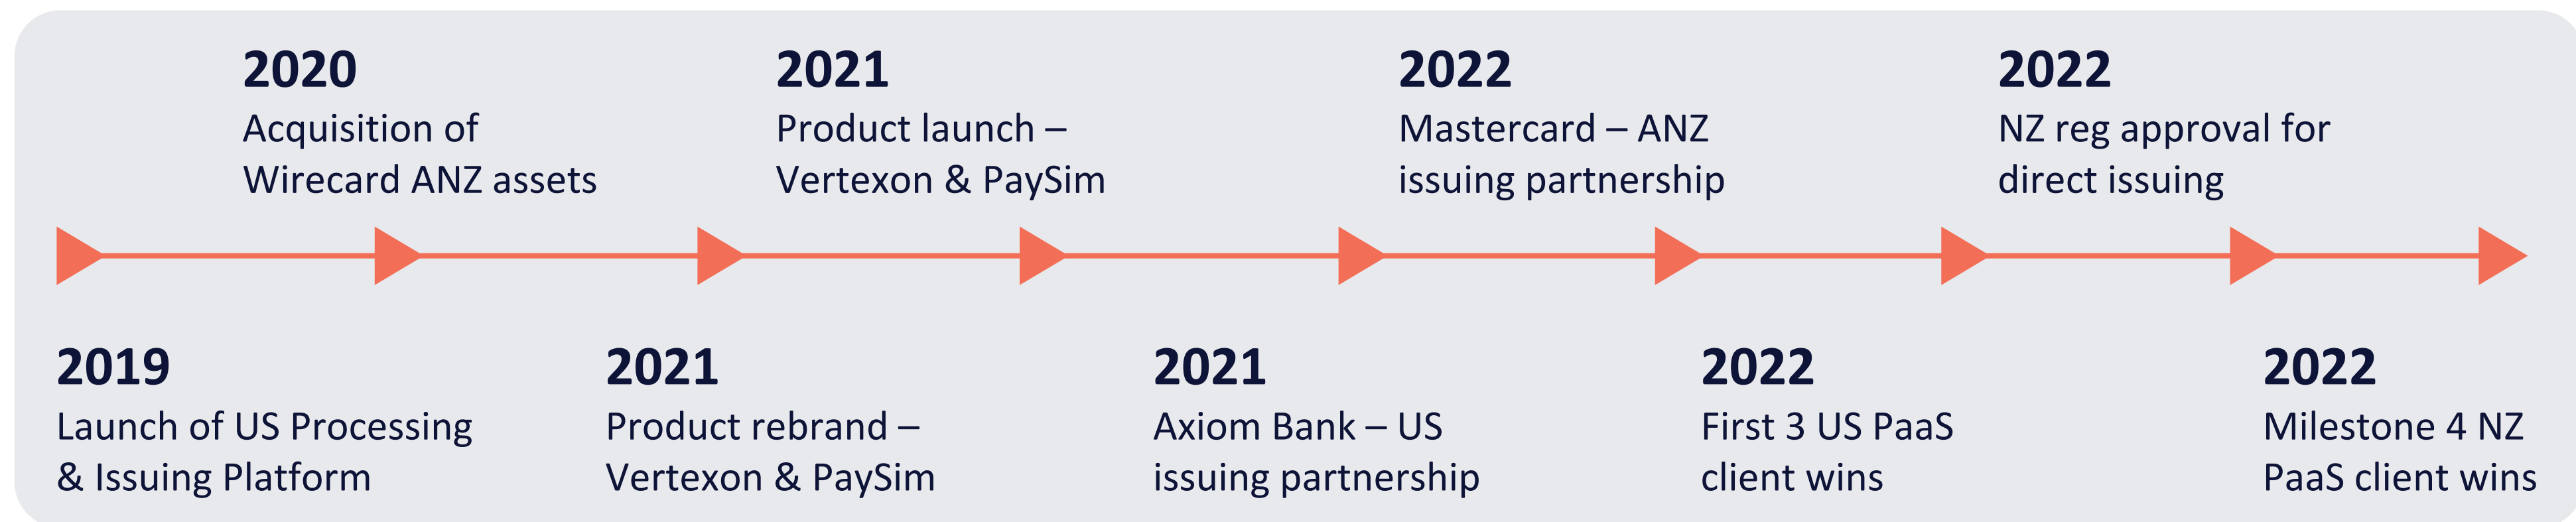 2020
Acquisition of
Wirecard ANZ assets
2021
Product launch –
Vertexon & PaySim
2022
Mastercard – ANZ
issuing partnership
2022
NZ reg approval for
direct issuing
2019
Launch of US Processing
& Issuing Platform
2021
Product rebrand –
Vertexon & PaySim
2021
Axiom Bank – US
issuing partnership
2022
First 3 US PaaS
client wins
2022
Milestone 4 NZ
PaaS client wins